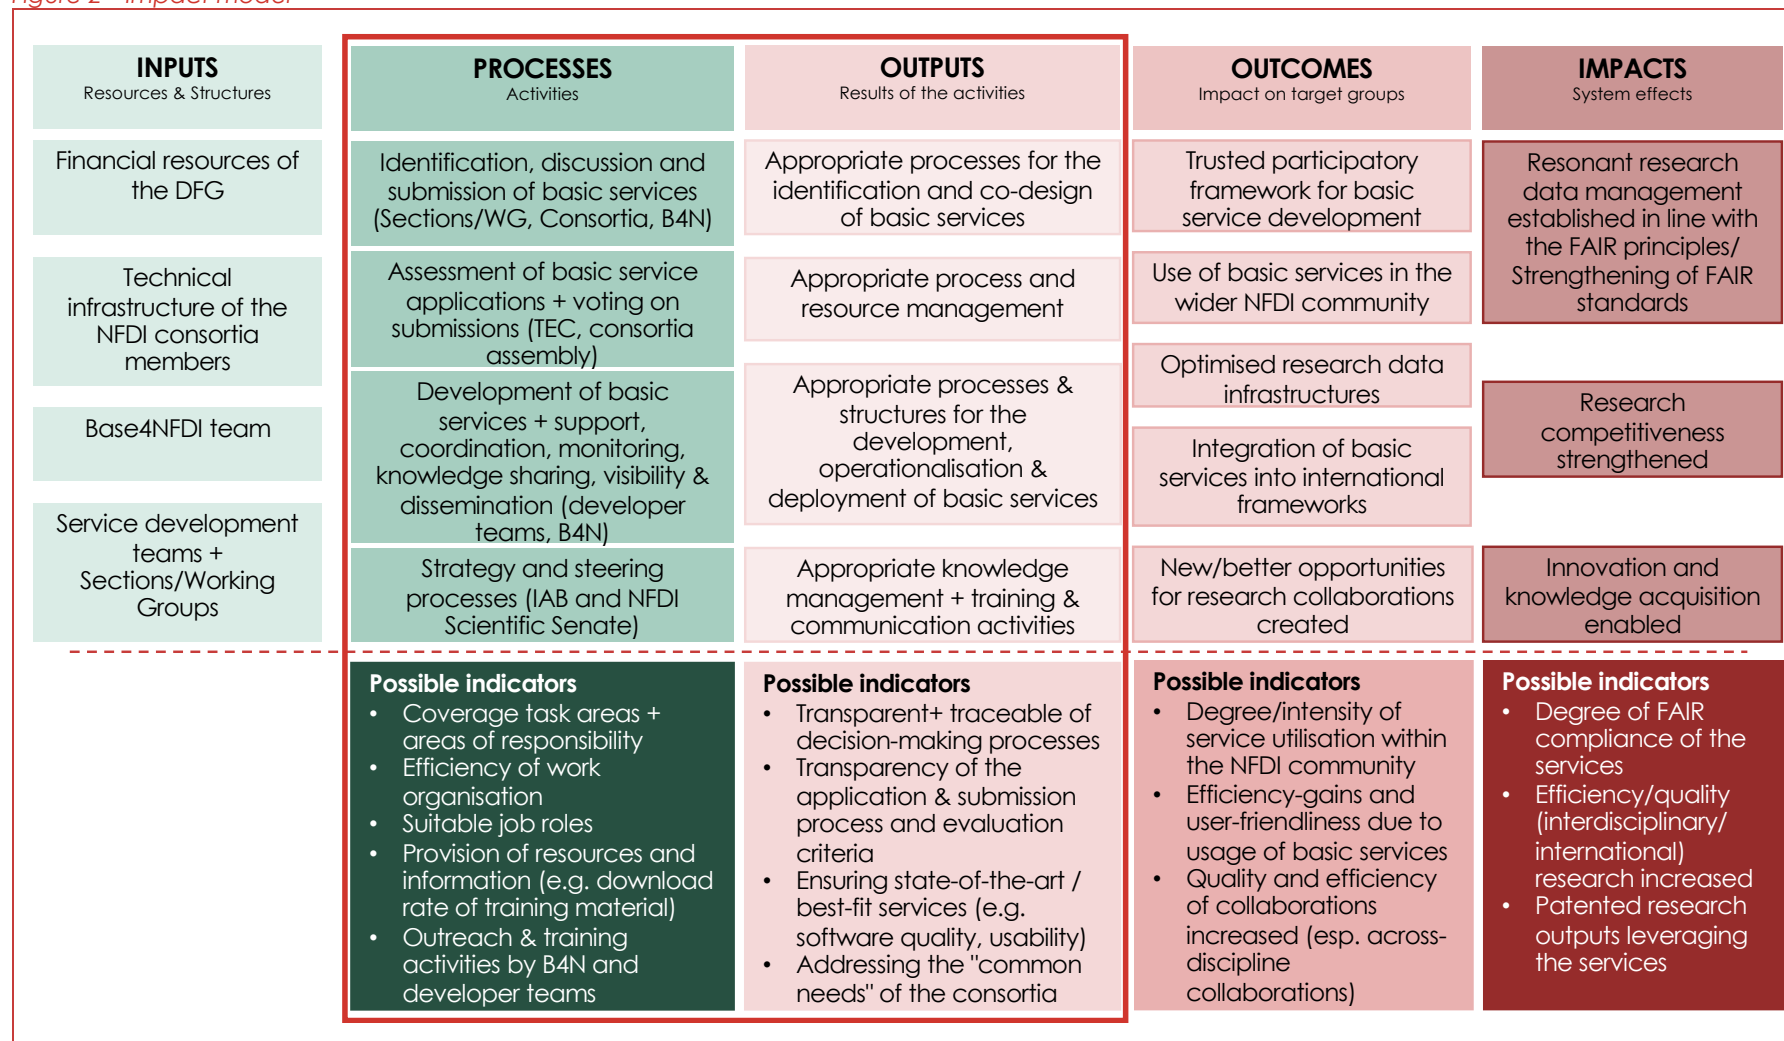 Figure 2 - Impact model
INPUTS
Resources & Structures
Financial resources of
the DFG
Technical
infrastructure of the
NFDI consortia
members
Base4NFDI team
Service development
teams +
Sections/Working
Groups
PROCESSES
Activities
Identification, discussion and
submission of basic services
(Sections/WG, Consortia, B4N)
Assessment of basic service
applications + voting on
submissions (TEC, consortia
assembly)
Development of basic
services + support,
coordination, monitoring,
knowledge sharing, visibility &
dissemination (developer
teams, B4N)
Strategy and steering
processes (IAB and NFDI
Scientific Senate)
Possible indicators
• Coverage task areas +
areas of responsibility
• Efficiency of work
organisation
• Suitable job roles
• Provision of resources and
information (e.g. download
rate of training material)
• Outreach & training
activities by B4N and
developer teams
OUTPUTS
Results of the activities
Appropriate processes for the
identification and co-design
of basic services
Appropriate process and
resource management
Appropriate processes &
structures for the
development,
operationalisation &
deployment of basic services
Appropriate knowledge
management + training &
communication activities
Possible indicators
• Transparent+ traceable of
decision-making processes
• Transparency of the
application & submission
process and evaluation
criteria
• Ensuring state-of-the-art /
best-fit services (e.g.
software quality, usability)
• Addressing the "common
needs" of the consortia
OUTCOMES
Impact on target groups
Trusted participatory
framework for basic
service development
Use of basic services in the
wider NFDI community
Optimised research data
infrastructures
Integration of basic
services into international
frameworks
New/better opportunities
for research collaborations
created
Possible indicators
• Degree/intensity of
service utilisation within
the NFDI community
• Efficiency-gains and
user-friendliness due to
usage of basic services
• Quality and efficiency
of collaborations
increased (esp. across-
discipline
collaborations)
IMPACTS
System effects
Resonant research
data management
established in line with
the FAIR principles/
Strengthening of FAIR
standards
Research
competitiveness
strengthened
Innovation and
knowledge acquisition
enabled
Possible indicators
• Degree of FAIR
compliance of the
services
• Efficiency/quality
(interdisciplinary/
international)
research increased
• Patented research
outputs leveraging
the services